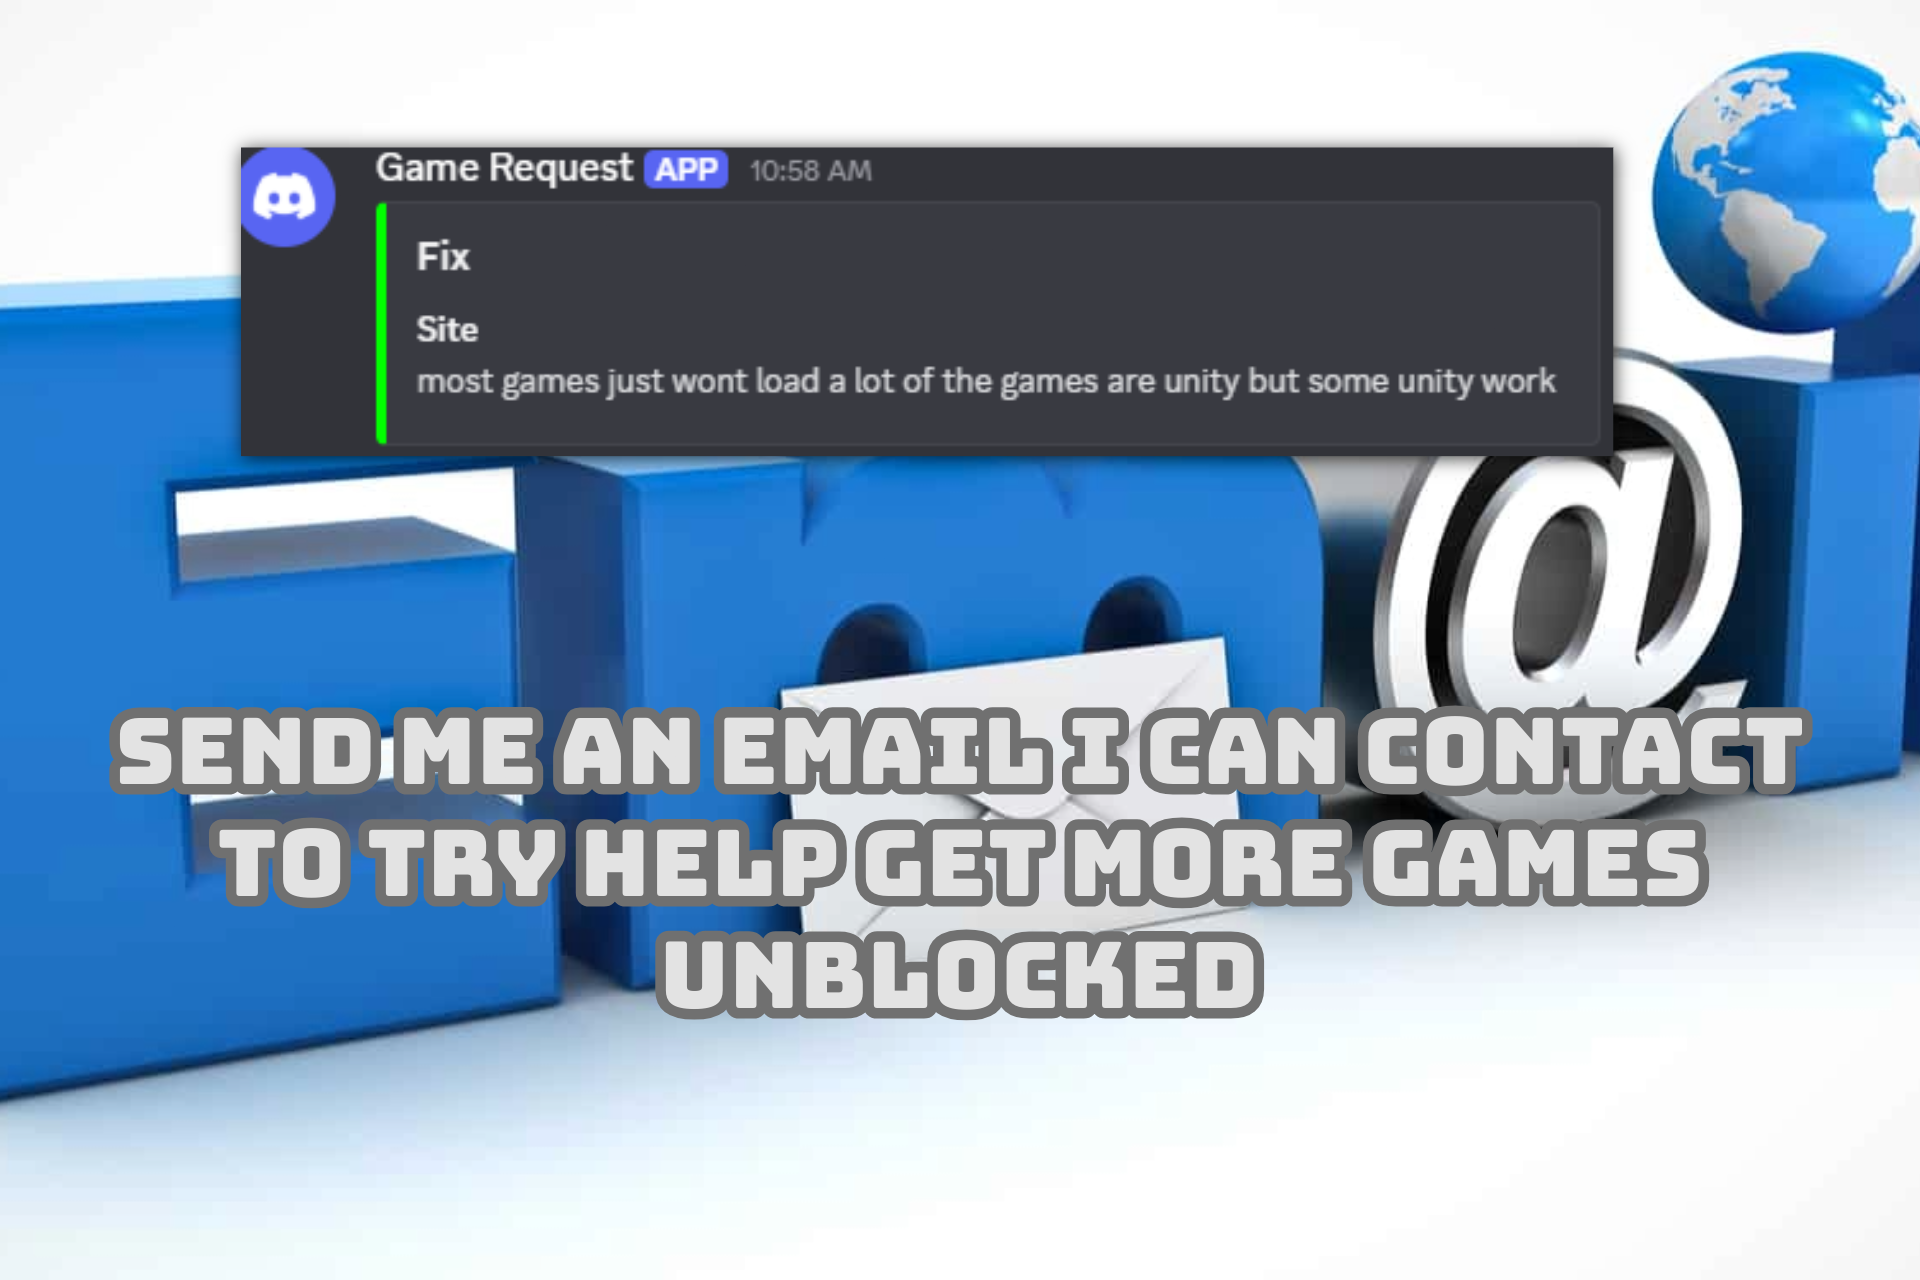 Game Request APP 10:58 AM
Fix
Site
most games just wont load a lot of the games are unity but some unity work
SEND ME AN EMAIL I CAN CONTACT
TO TRY HELP GET MORE GAMES
UNBLOCKED
Em@i